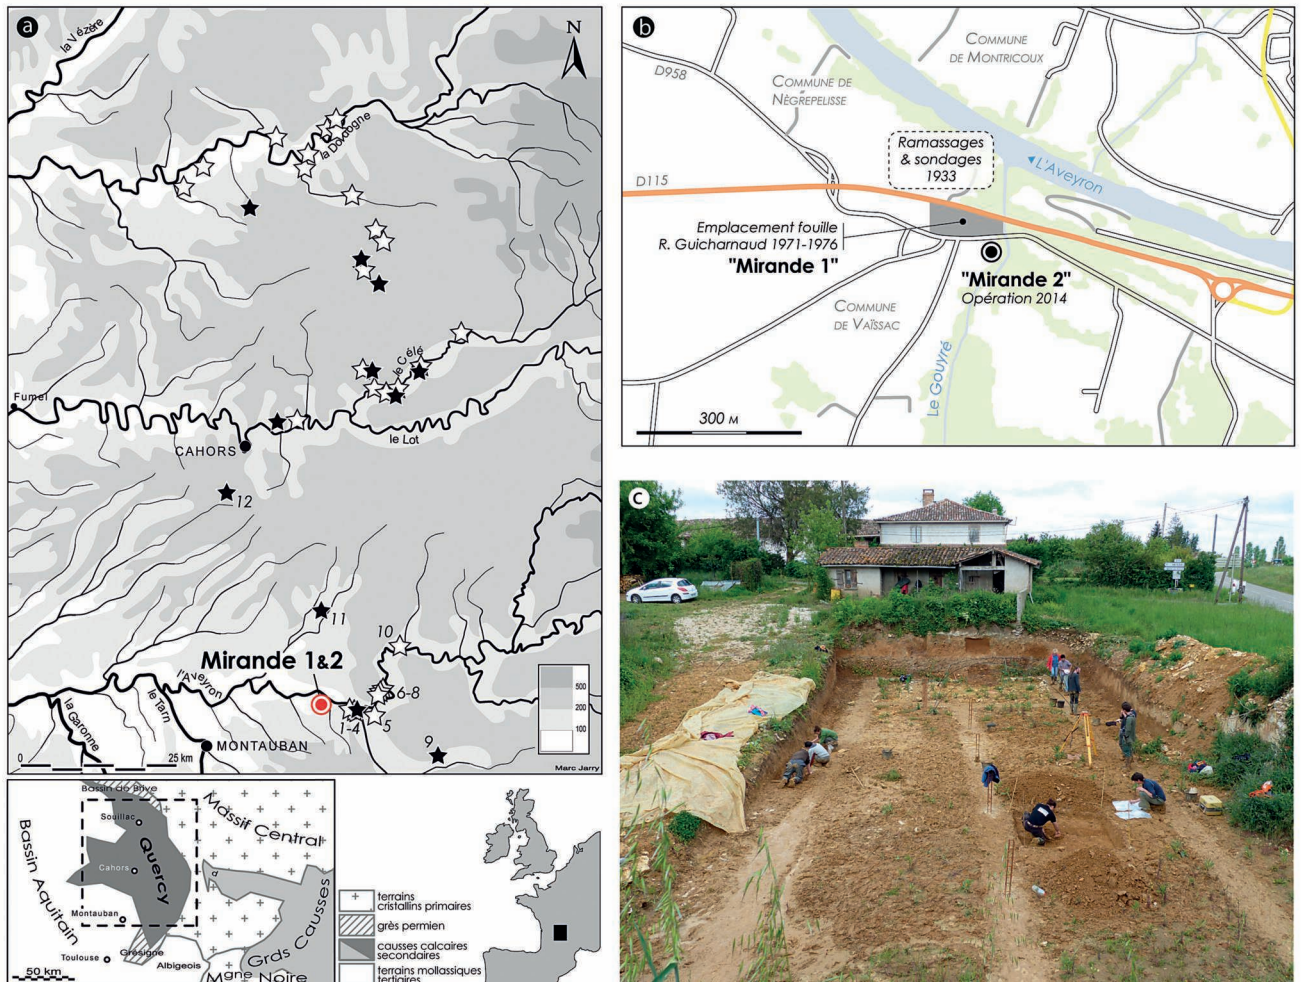 a
la Vézère
N
la Dordogne
le Célé
Fumel
le Lot
CAHORS
12
11
10
Mirande 1&2
l'Aveyron
6-8
5
1-4
9
la Garonne
le Tarn
MONTAUBAN
500
200
100
0
25 km
Marc Jarry
Bassin de Brive
Souillac
Massif Central
Quercy
Cahors
Bassin Aquitain
Montauban
Grésigne
Toulouse
Albigeois
Grds Causses
Mgne Noire
50 km
terrains
cristallins primaires
grès permien
causses calcaires
secondaires
terrains mollassiques
tertiaires
b
COMMUNE
DE MONTRICOUX
D958
COMMUNE DE
NÈGREPELISSE
Ramassages
& sondages
1933
L'Aveyron
D115
Emplacement fouille
R. Guicharnaud 1971-1976
"Mirande 1"
"Mirande 2"
Opération 2014
COMMUNE
DE VAÏSSAC
Le Gouyré
300 M
c